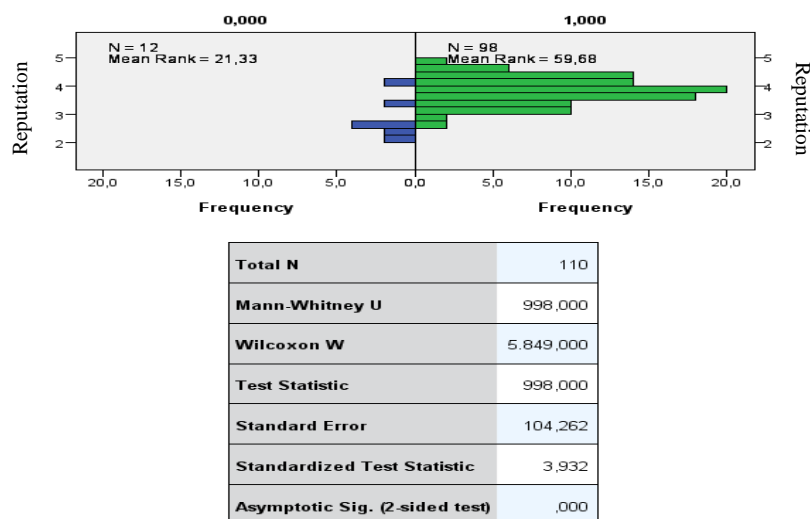 0,000 1,000
N = 12 N = 98
Mean Rank = 21,33 Mean Rank = 59,68
Reputation Reputation
5 5
4 4
3 3
2 2
20,0 15,0 10,0 5,0 0,0 5,0 10,0 15,0 20,0
Frequency Frequency
Total N 110
Mann-Whitney U 998,000
Wilcoxon W 5.849,000
Test Statistic 998,000
Standard Error 104,262
Standardized Test Statistic 3,932
Asymptotic Sig. (2-sided test) ,000